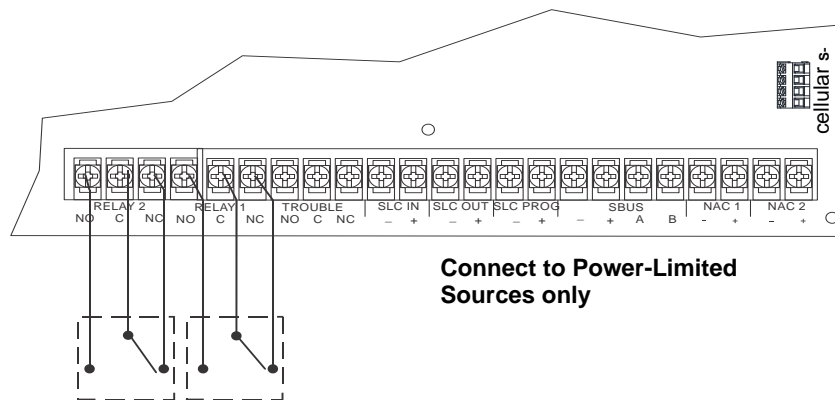 cellular s-
RELAY 2 RELAY 1 TROUBLE SLC IN SLC OUT SLC PROG SBUS NAC 1 NAC 2
NO C NC NO C NC NO C NC – + – + – + – + A B - + - +
Connect to Power-Limited
Sources only